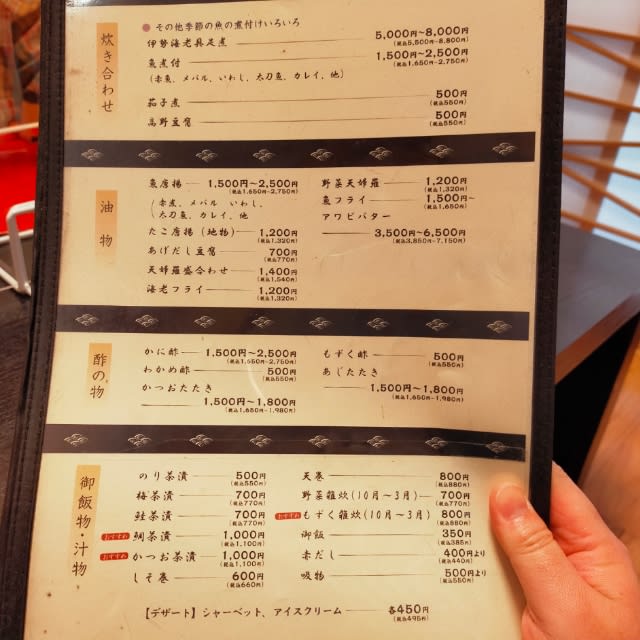 炊き合わせ
その他季節の魚の煮付けいろいろ
伊勢海老具足煮 5,000円〜8,000円
(税込5,500円~8,800円)
魚煮付 1,500円〜2,500円
(税込1,650円~2,750円)
(赤魚、メバル、いわし、太刀魚、カレイ、他)
茄子煮 500円
(税込550)
高野豆腐 500円
(税込550)
油物
魚唐揚 1,500円〜2,500円
(税込1,650円~2,750円)
(赤魚、メバル いわし、
太刀魚、カレイ、他
たこ唐揚(地物) 1,200円
(税込1,320円)
あげだし豆腐 700円
(税込770円)
天婦羅盛合わせ 1,400円
(税込1,540円)
海老フライ 1,200円
(税込1,320円)
野菜天婦羅 1,200円
(税込1,320)
魚フライ 1,500円〜
(税込1,650円)
アワビバター
3,500円〜6,500円
(税込3,850円~7,150円)
酢の物
かに酢 1,500円〜2,500円
(税込1,650円~2,750円)
わかめ酢 500円
(税込550円)
かつおたたき
1,500円〜1,800円
(税込1,650円~1,980円)
もずく酢 500円
(税込550円)
あじたたき
1,500円〜1,800円
(税込1,650円~1,980円)
御飯物・汁物
のり茶漬 500円
(税込550)
梅茶漬 700円
(税込770円)
鮭茶漬 700円
(税込770円)
おすすめ 鯛茶漬 1,000円
(税込1,100円)
おすすめ かつお茶漬 1,000円
(税込1,100円)
しそ巻 600円
(税込660円)
天巻 800円
(税込880円)
野菜雑炊(10月〜3月) 700円
(税込770円)
おすすめ もずく雑炊(10月〜3月) 800円
(税込880円)
御飯 350円
(税込385円)
赤だし 400円より
(税込440円)
吸物 500円より
(税込550円)
【デザート】シャーベット、アイスクリーム 各450円
(税込495円)